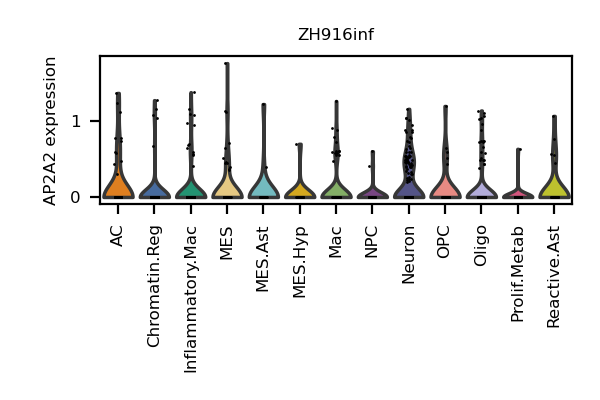 ZH916inf
AP2A2 expression
1
0
AC
Chromatin.Reg
Inflammatory.Mac
MES
MES.Ast
MES.Hyp
Mac
NPC
Neuron
OPC
Oligo
Prolif.Metab
Reactive.Ast